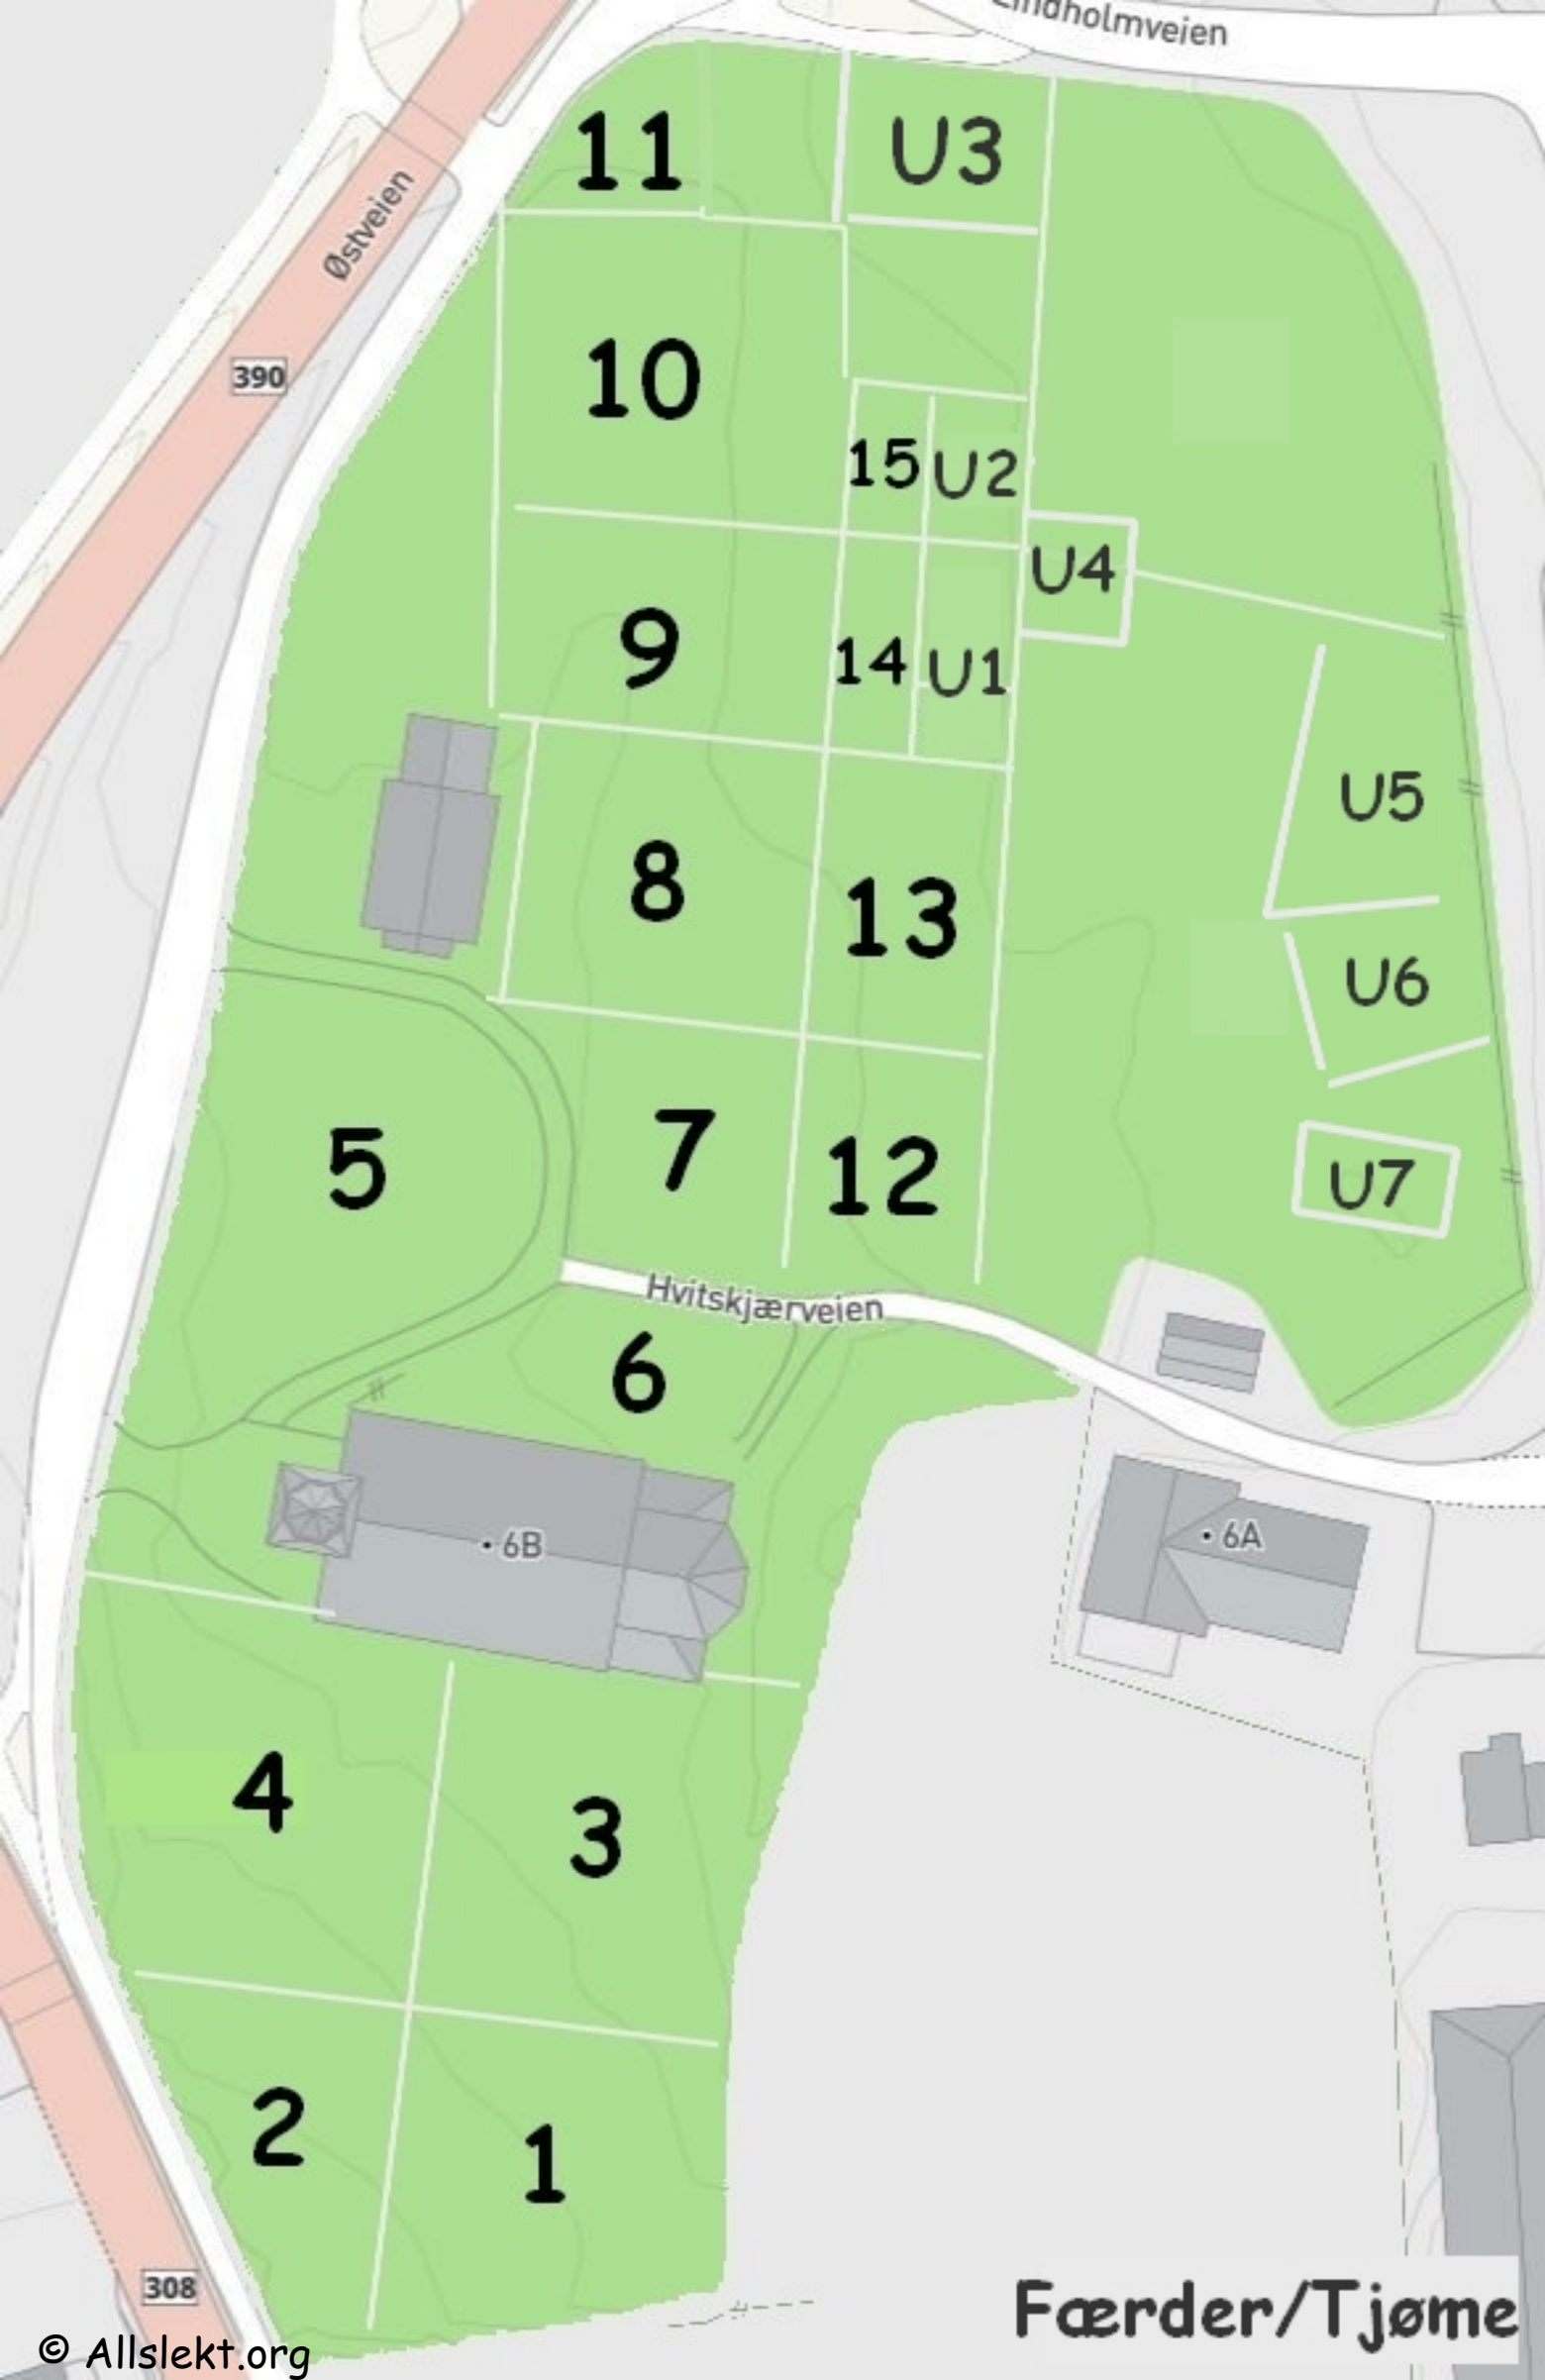 Lindholmveien
11
U3
Østveien
390
10
15
U2
U4
9
14
U1
U5
8
13
U6
5
7
12
U7
Hvitskjærveien
6
6B
6A
4
3
2
1
308
Færder/Tjøme
© Allslekt.org